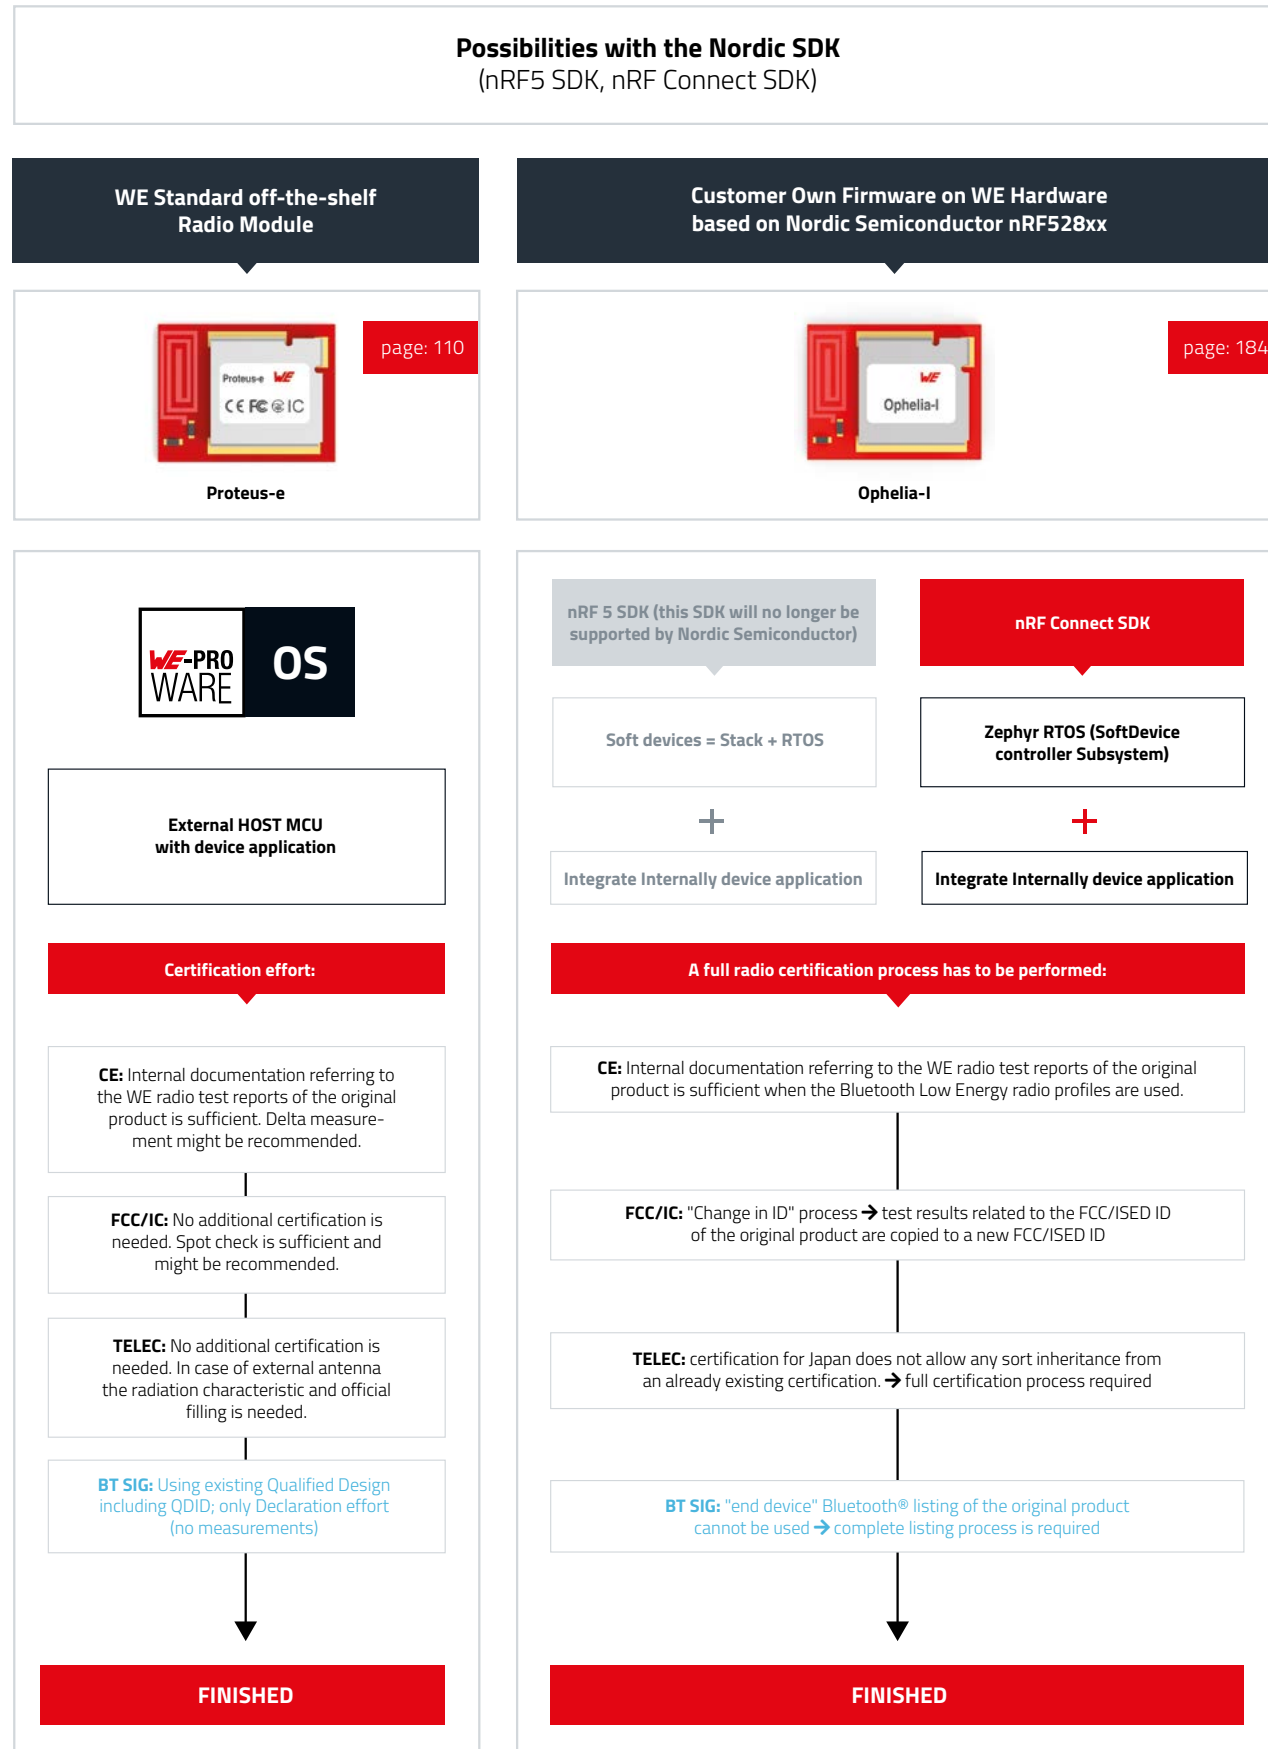 Possibilities with the Nordic SDK
(nRF5 SDK, nRF Connect SDK)
WE Standard off-the-shelf
Radio Module
page: 110
Proteus-e WE
CE FC IC
Proteus-e
WE-PRO
WARE
OS
External HOST MCU
with device application
Certification effort:
CE: Internal documentation referring to
the WE radio test reports of the original
product is sufficient. Delta measure-
ment might be recommended.
FCC/IC: No additional certification is
needed. Spot check is sufficient and
might be recommended.
TELEC: No additional certification is
needed. In case of external antenna
the radiation characteristic and official
filling is needed.
BT SIG: Using existing Qualified Design
including QDID; only Declaration effort
(no measurements)
FINISHED
Customer Own Firmware on WE Hardware
based on Nordic Semiconductor nRF528xx
page: 184
WE
Ophelia-I
Ophelia-I
nRF 5 SDK (this SDK will no longer be
supported by Nordic Semiconductor)
Soft devices = Stack + RTOS
+
Integrate Internally device application
nRF Connect SDK
Zephyr RTOS (SoftDevice
controller Subsystem)
+
Integrate Internally device application
A full radio certification process has to be performed:
CE: Internal documentation referring to the WE radio test reports of the original
product is sufficient when the Bluetooth Low Energy radio profiles are used.
FCC/IC: "Change in ID" process → test results related to the FCC/ISED ID
of the original product are copied to a new FCC/ISED ID
TELEC: certification for Japan does not allow any sort inheritance from
an already existing certification. → full certification process required
BT SIG: "end device" Bluetooth® listing of the original product
cannot be used → complete listing process is required
FINISHED